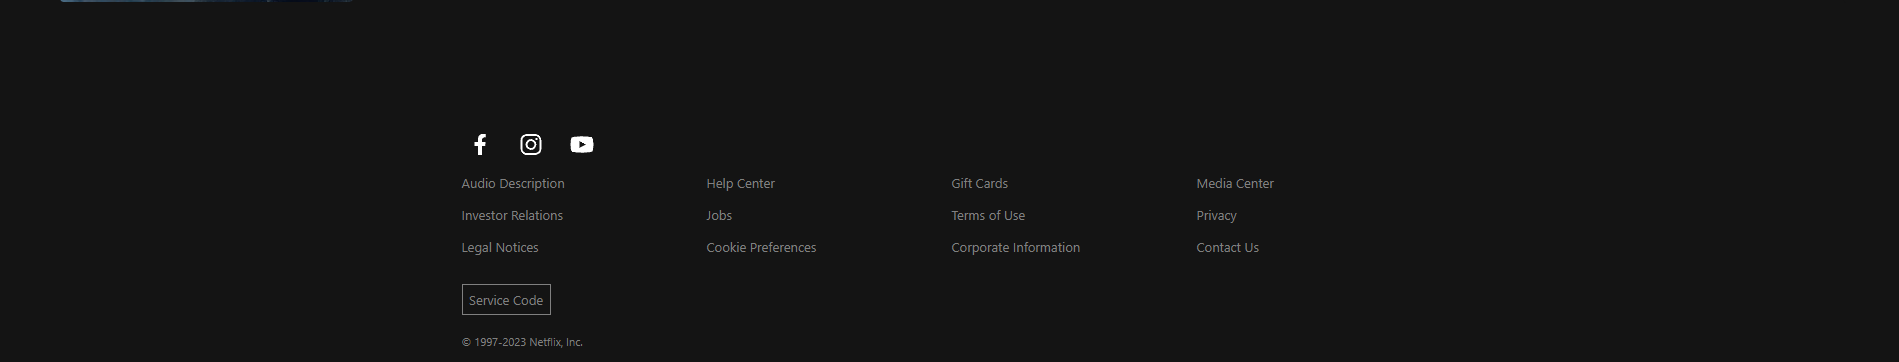 Audio Description Help Center Gift Cards Media Center
Investor Relations Jobs Terms of Use Privacy
Legal Notices Cookie Preferences Corporate Information Contact Us
Service Code
© 1997-2023 Netflix, Inc.